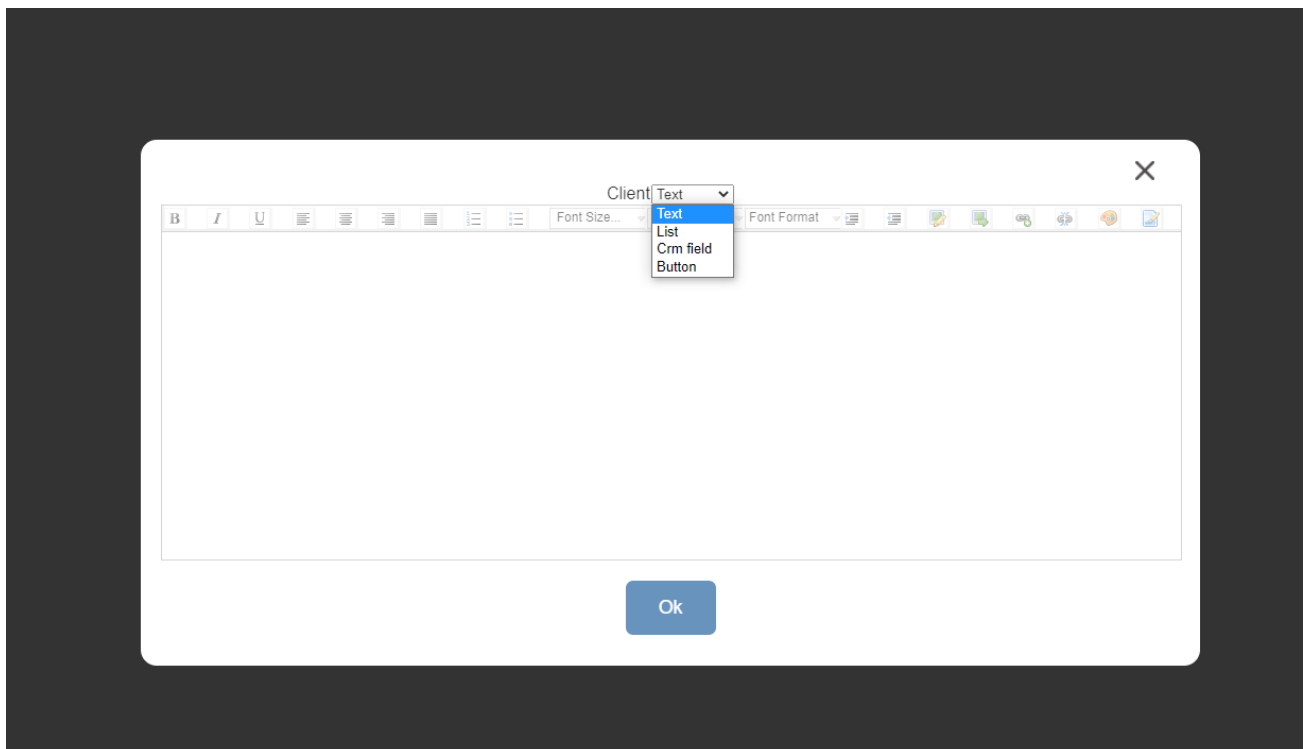 Client Text
B I U Font Size... Font Format
Text
List
Crm field
Button
Ok